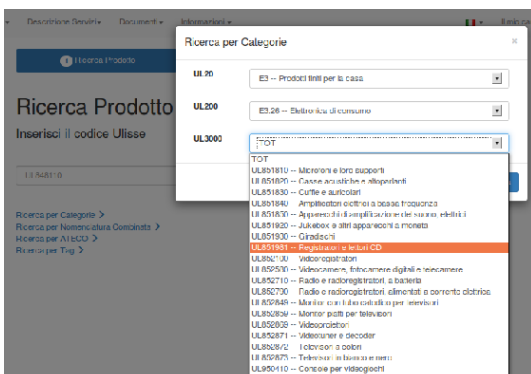 Descrizione Servizi
Documenti
Informazioni
Il mio
Ricerca Prodotto
Ricerca Prodotto
Inserisci il codice Ulisse
UL848110
Ricerca per Categorie >
Ricerca per Nomenclatura Combinata >
Ricerca per ATECO >
Ricerca per Tag >
Ricerca per Categorie
×
UL20
E3 -- Prodotti finiti per la casa
UL200
E3.26 -- Elettronica di consumo
UL3000
TOT
TOT
UL851810 -- Microfoni e loro supporti
UL851820 -- Casse acustiche e altoparlanti
UL851830 -- Cuffie e auricolari
UL851840 -- Amplificatori elettrici a bassa frequenza
UL851850 -- Apparecchi di amplificazione del suono, elettrici
UL851920 -- Jukebox e altri apparecchi a moneta
UL851930 -- Giradischi
UL851981 -- Registratori e lettori CD
UL852100 -- Videoregistratori
UL852580 -- Videocamere, fotocamere digitali e telecamere
UL852710 -- Radio e radioregistratori, a batteria
UL852790 -- Radio e radioregistratori, alimentati a corrente elettrica
UL852849 -- Monitor con tubo catodico per televisori
UL852859 -- Monitor piatti per televisori
UL852869 -- Videoproiettori
UL852871 -- Videotuner e decoder
UL852872 -- Televisori a colori
UL852873 -- Televisori in bianco e nero
UL950410 -- Console per videogiochi